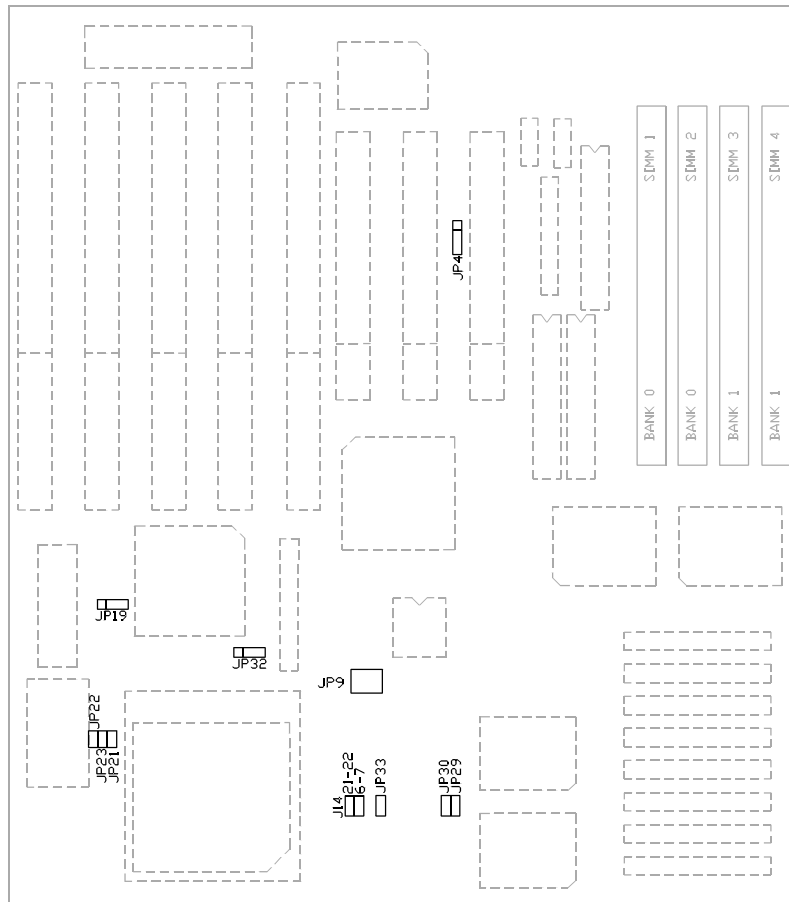 SIMM 1
SIMM 2
SIMM 3
SIMM 4
JP4
BANK 0
BANK 0
BANK 1
BANK 1
JP19
JP32
JP9
JP22
JP23
JP21
J14
21-22
6-7
JP33
JP30
JP29